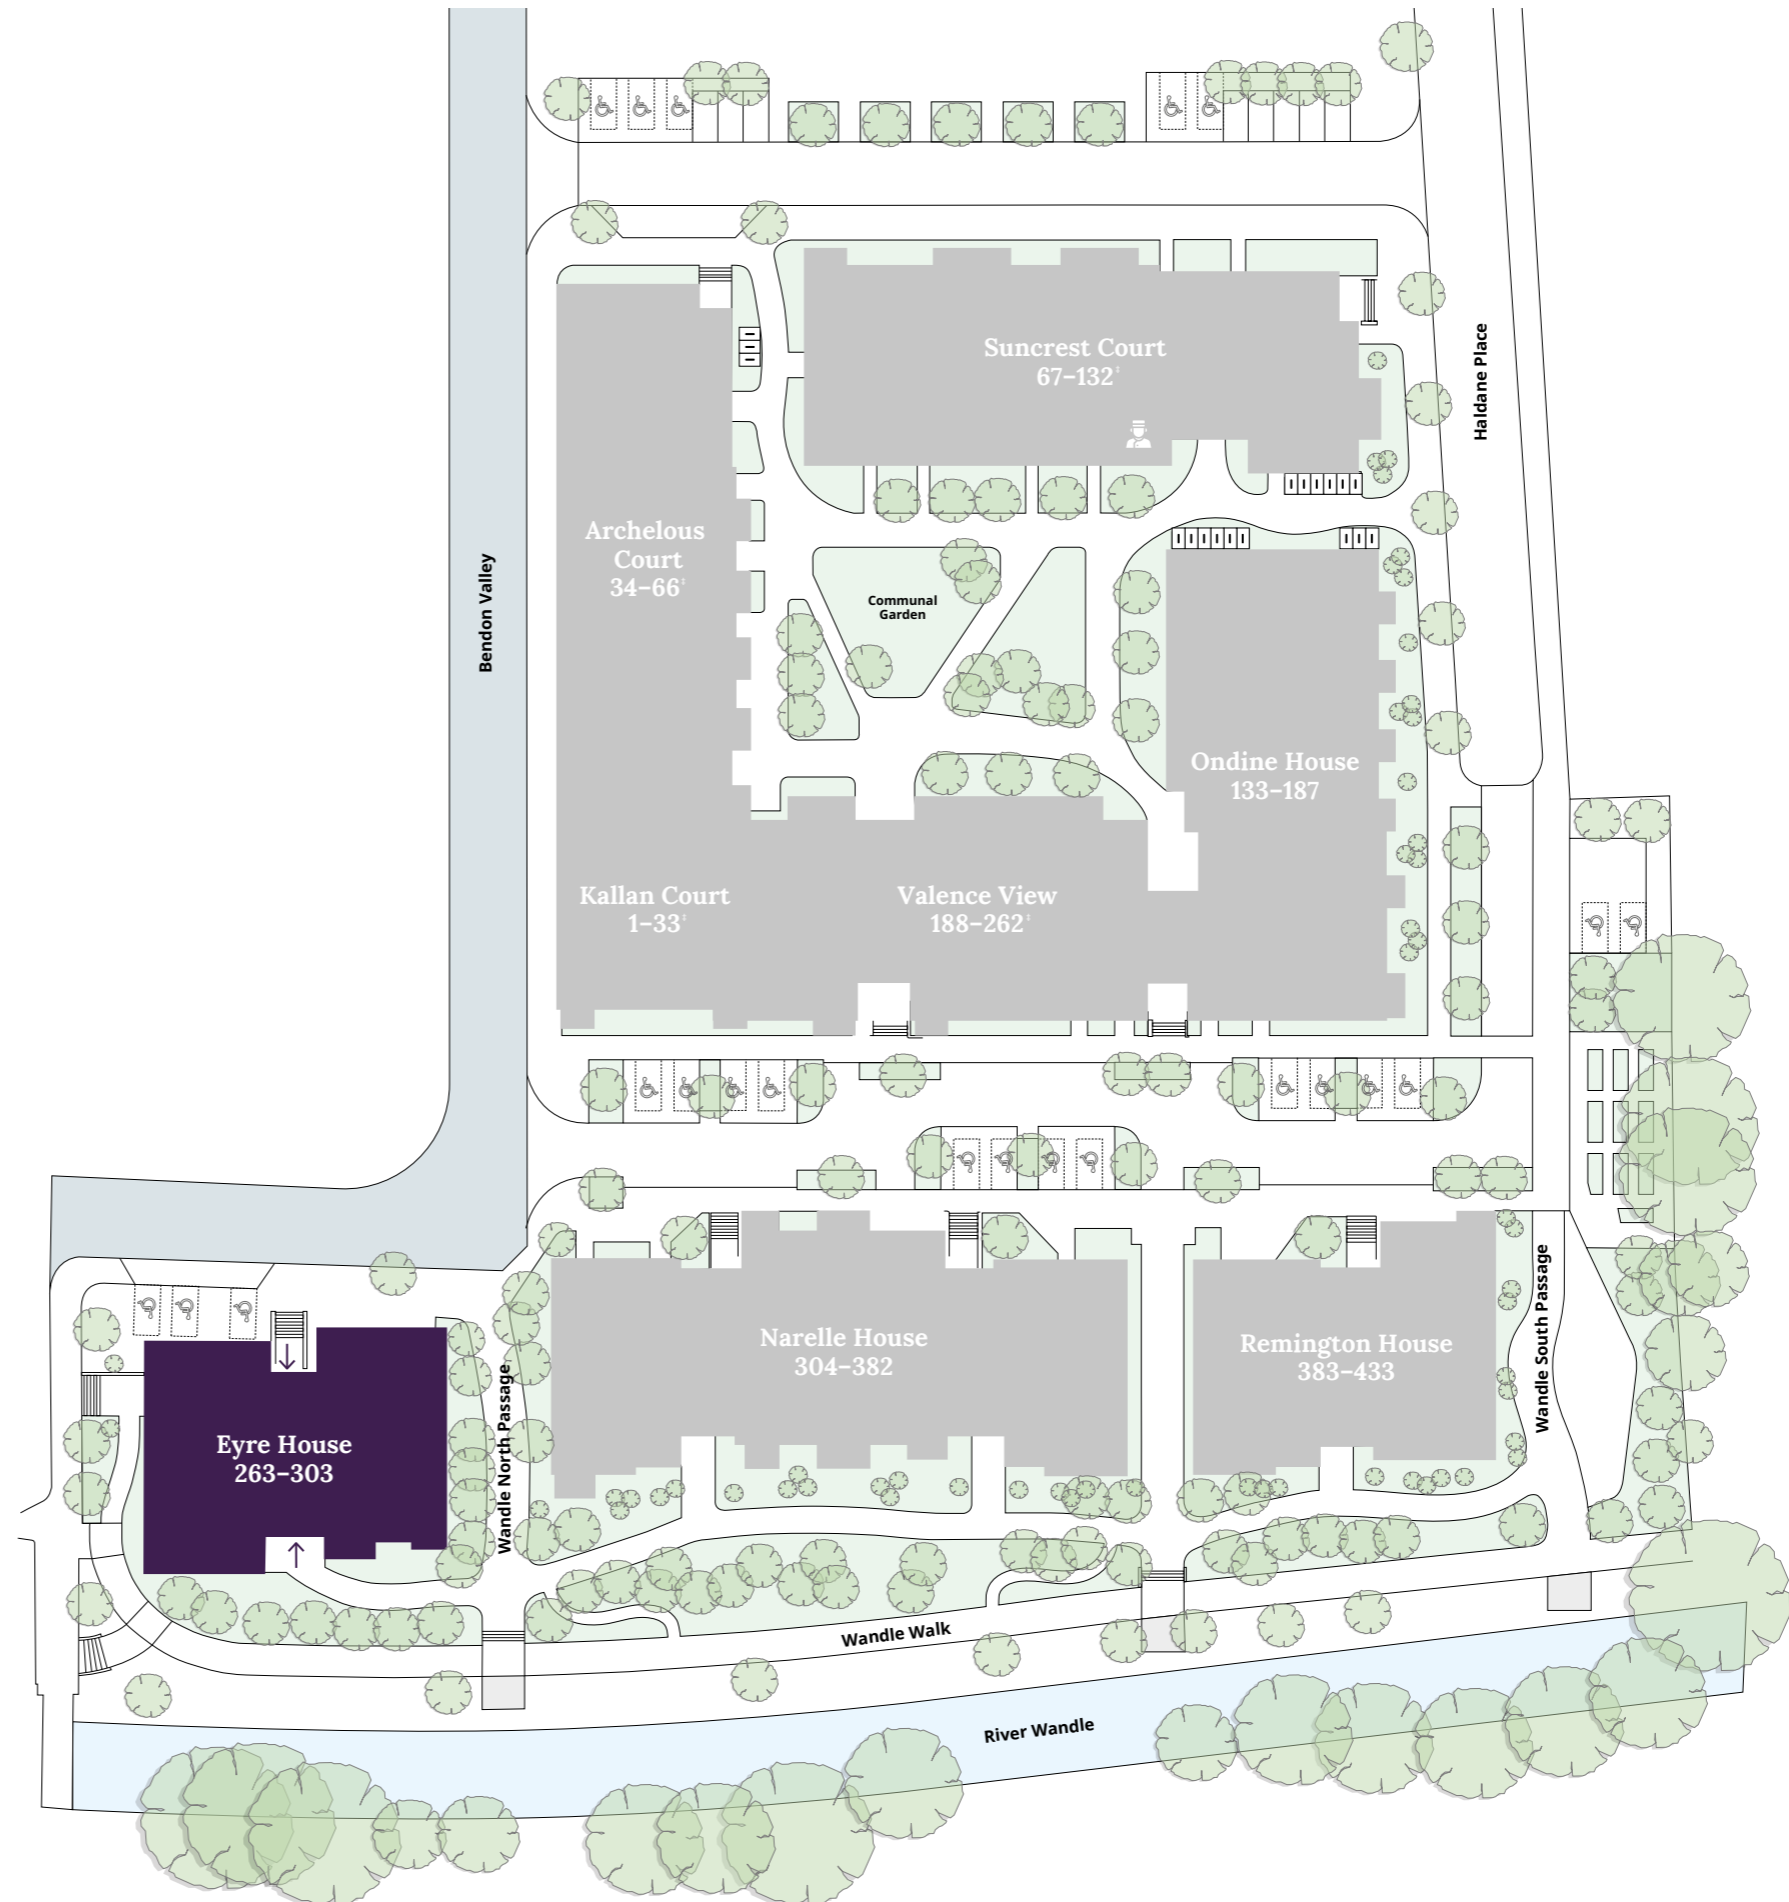 Suncrest Court
67–132‡
Haldane Place
Archelous
Court
34–66‡
Bendon Valley
Communal
Garden
Ondine House
133–187
Kallan Court
1–33‡
Valence View
188–262‡
Narelle House
304–382
Remington House
383–433
Wandle South Passage
Wandle North Passage
Eyre House
263–303
Wandle Walk
River Wandle